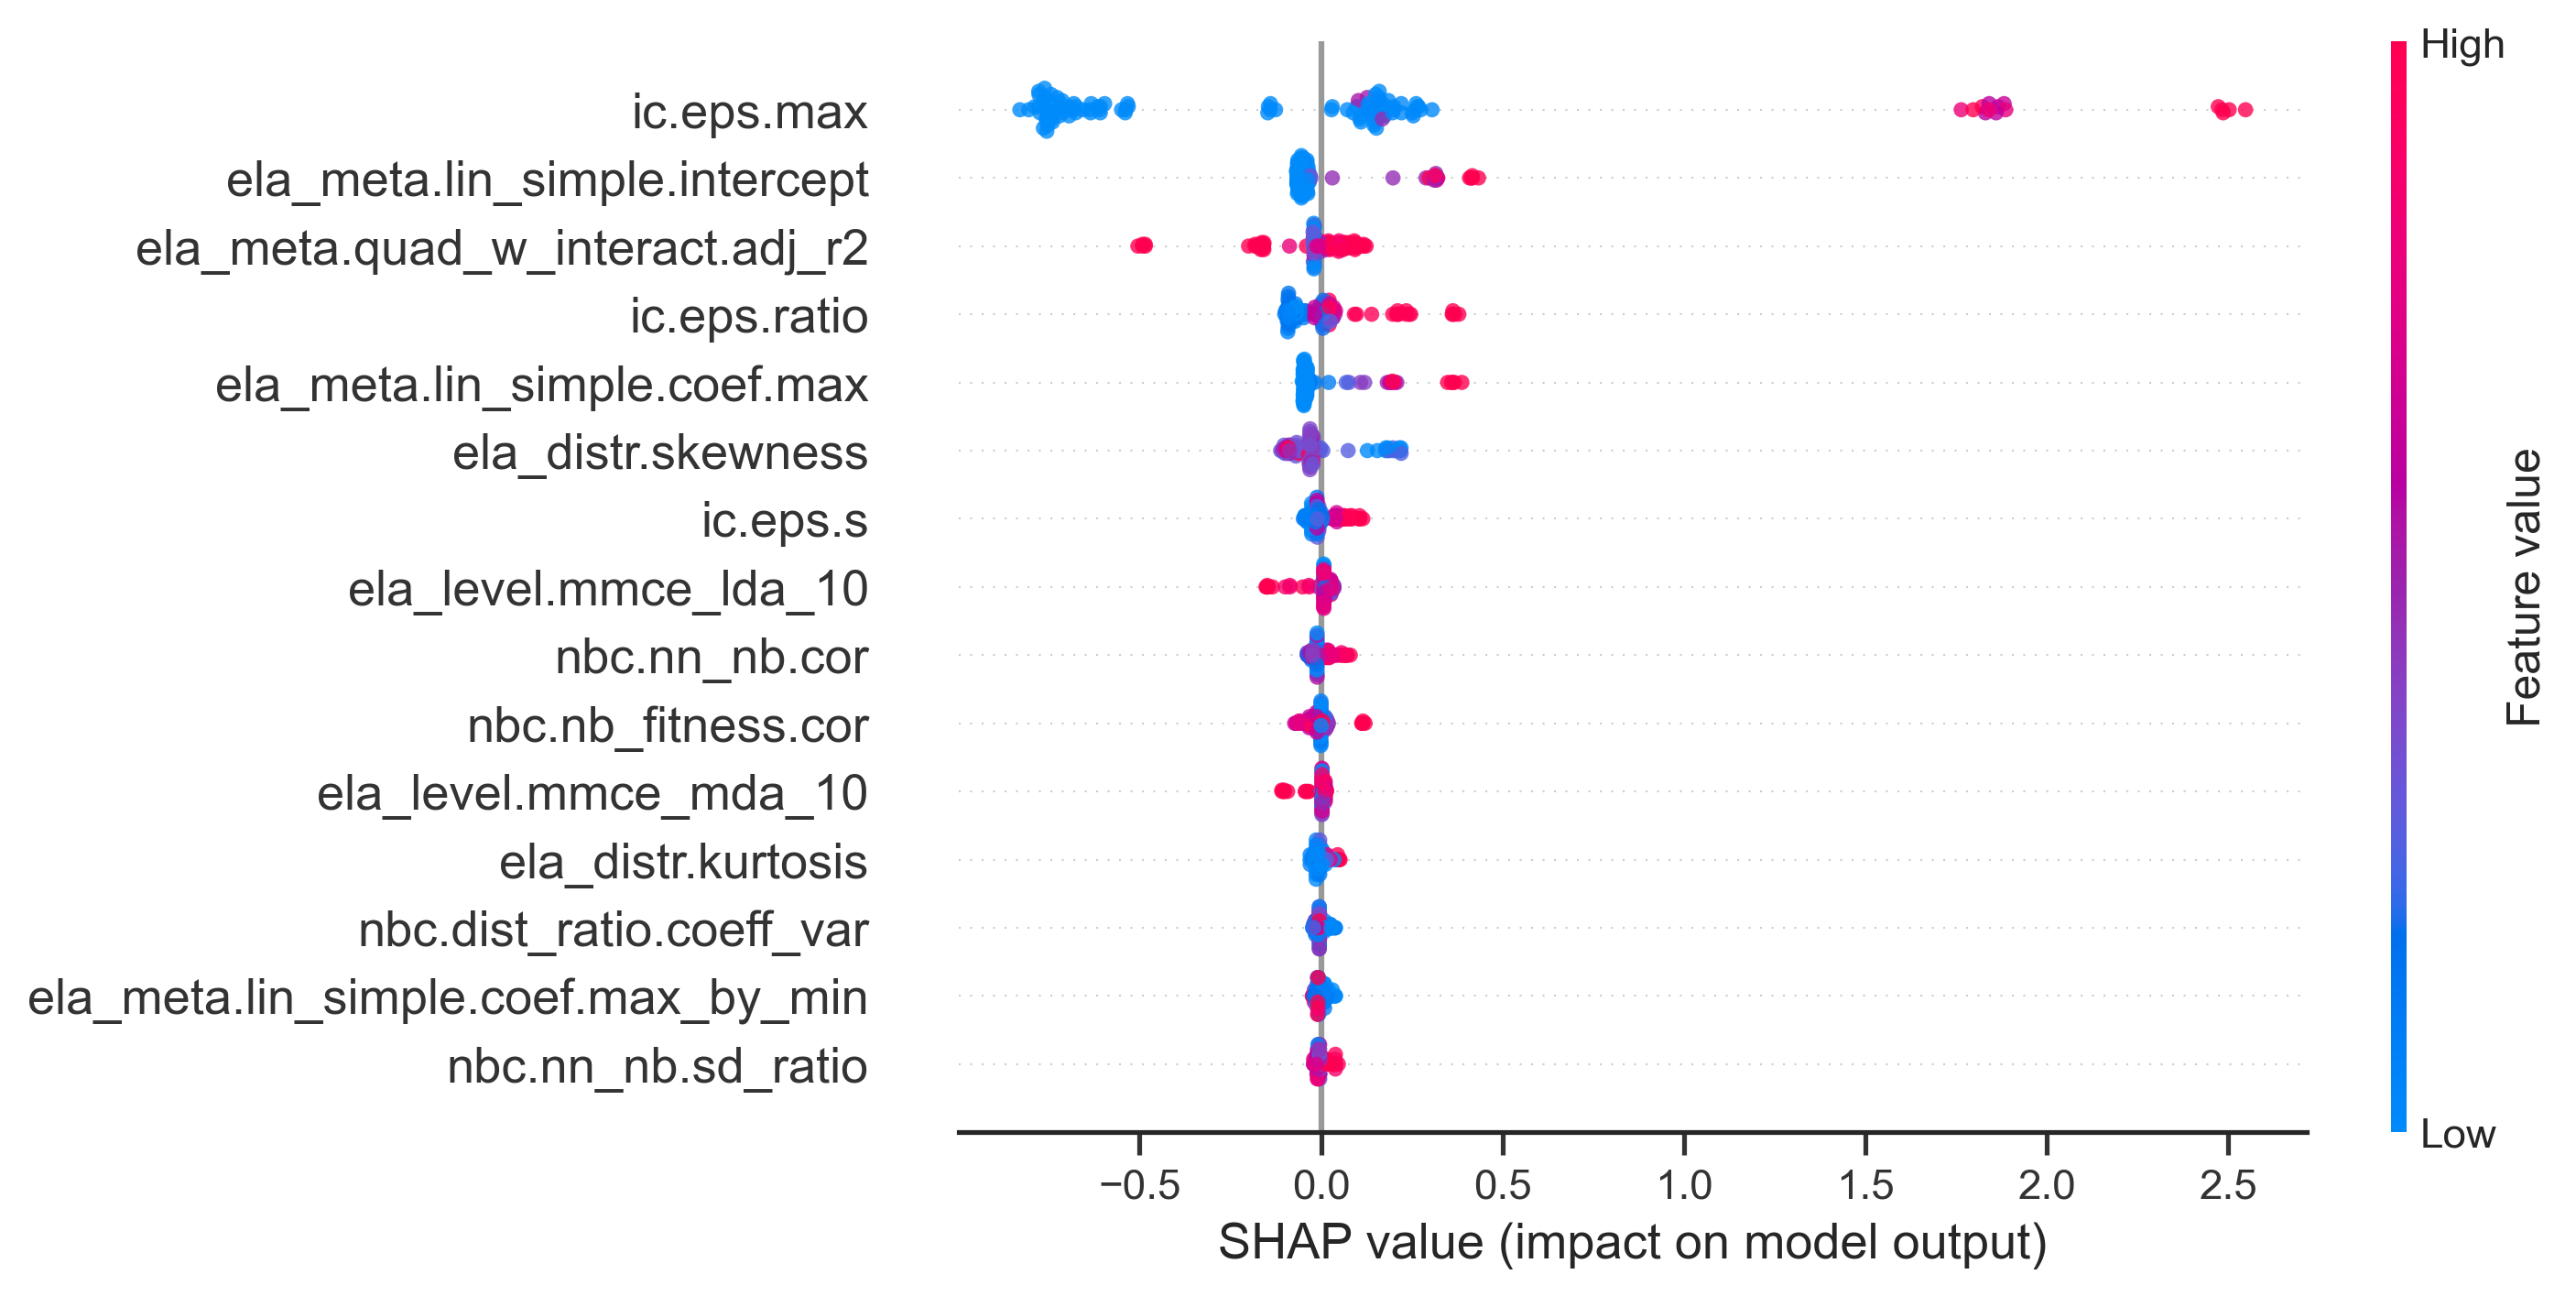 High
ic.eps.max
ela_meta.lin_simple.intercept
ela_meta.quad_w_interact.adj_r2
ic.eps.ratio
ela_meta.lin_simple.coef.max
ela_distr.skewness
ic.eps.s
ela_level.mmce_lda_10
nbc.nn_nb.cor
nbc.nb_fitness.cor
ela_level.mmce_mda_10
ela_distr.kurtosis
nbc.dist_ratio.coeff_var
ela_meta.lin_simple.coef.max_by_min
nbc.nn_nb.sd_ratio
Feature value
Low
−0.5 0.0 0.5 1.0 1.5 2.0 2.5
SHAP value (impact on model output)